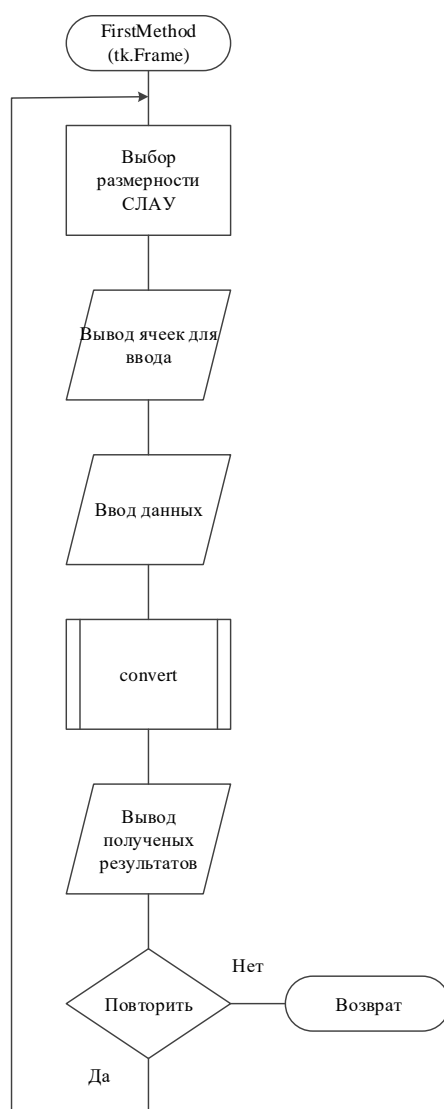 FirstMethod
(tk.Frame)
Выбор
размерности
СЛАУ
Вывод ячеек для
ввода
Ввод данных
convert
Вывод
полученых
результатов
Нет
Повторить
Возврат
Да